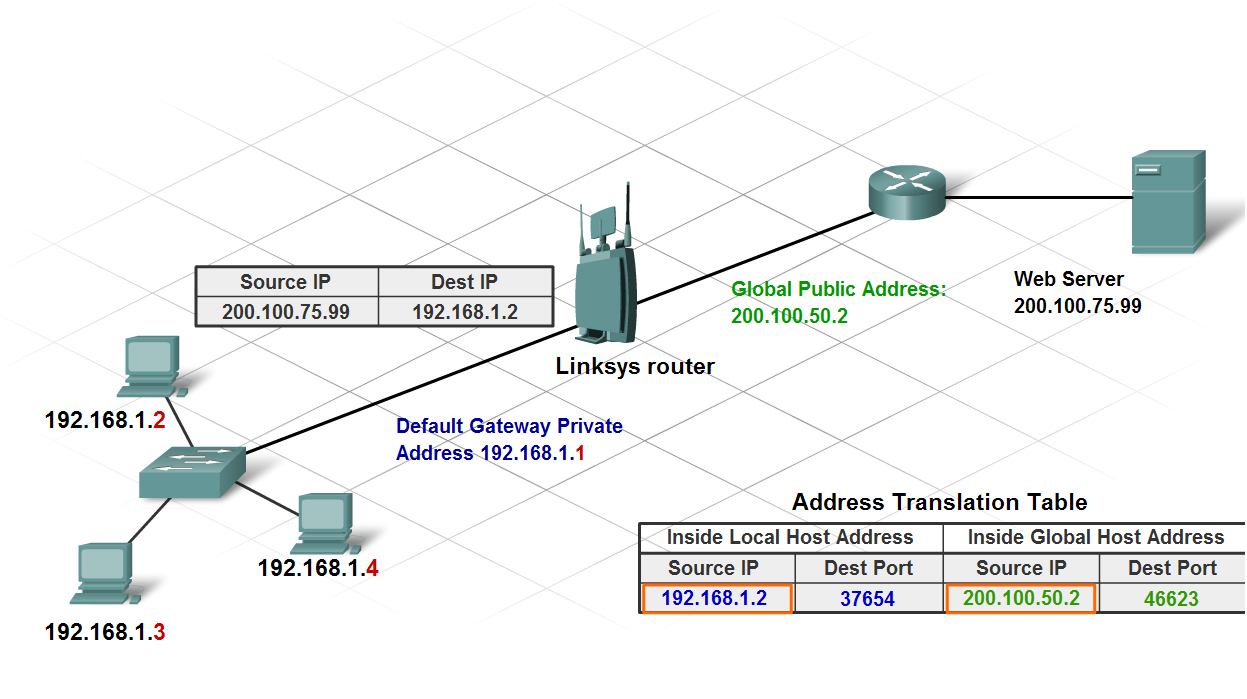 Source IP Dest IP
200.100.75.99 192.168.1.2
Global Public Address:
200.100.50.2
Web Server
200.100.75.99
Linksys router
192.168.1.2
Default Gateway Private
Address 192.168.1.1
192.168.1.4
192.168.1.3
Address Translation Table
Inside Local Host Address Inside Global Host Address
Source IP Dest Port Source IP Dest Port
192.168.1.2 37654 200.100.50.2 46623